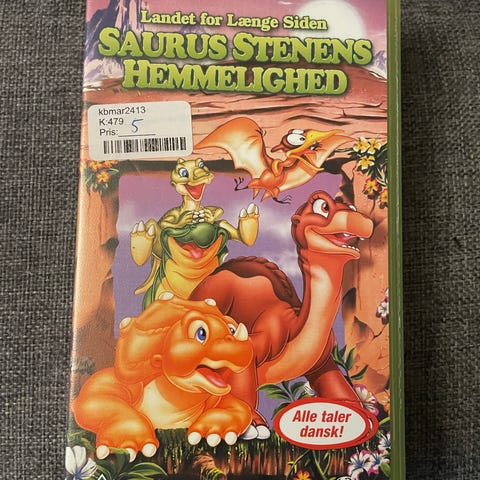 Landet for Længe Siden
SAURUS STENENS
HEMMELIGHED
kbmar2413
K:479
Pris: 5
Alle taler
dansk!